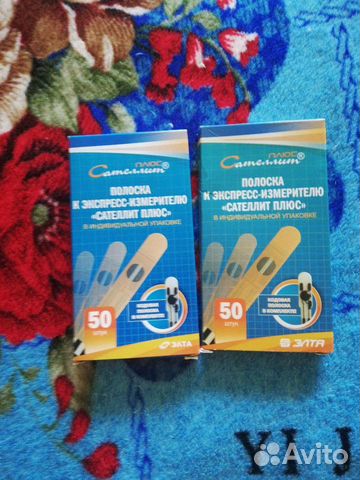 ПЛЮС
Сателлит®
ПОЛОСКА
К ЭКСПРЕСС-ИЗМЕРИТЕЛЮ
«САТЕЛЛИТ ПЛЮС»
В ИНДИВИДУАЛЬНОЙ УПАКОВКЕ
50
штук
КОДОВАЯ
ПОЛОСКА
В КОМПЛЕКТЕ
ЭЛТА
ПЛЮС
Сателлит®
ПОЛОСКА
К ЭКСПРЕСС-ИЗМЕРИТЕЛЮ
«САТЕЛЛИТ ПЛЮС»
В ИНДИВИДУАЛЬНОЙ УПАКОВКЕ
50
штук
КОДОВАЯ
ПОЛОСКА
В КОМПЛЕКТЕ
ЭЛТА
Avito